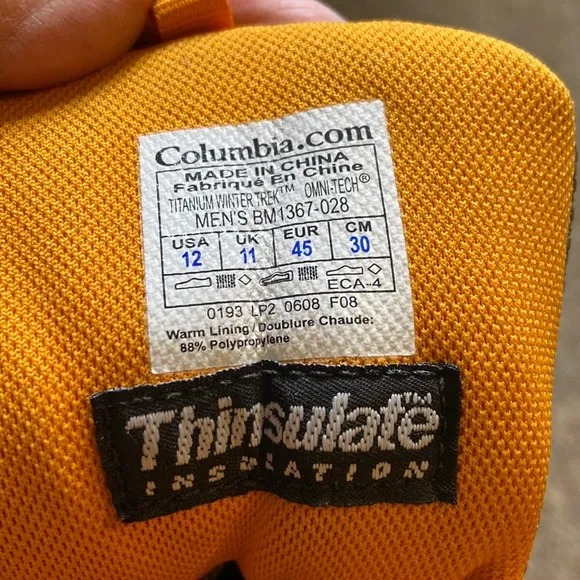 Columbia.com
MADE IN CHINA
Fabriqué En Chine
TITANIUM WINTER TREK™ OMNI-TECH®
MEN'S BM1367-028
USA UK EUR CM
12 11 45 30
ECA-4
0193 LP2 0608 F08
Warm Lining/Doublure Chaude:
88% Polypropylene
Thinsulate™
INSULATION